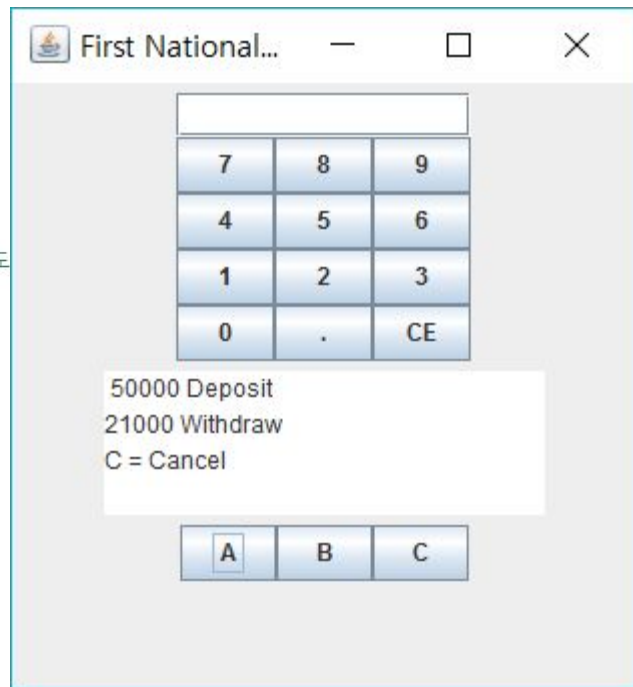 First National...
7 8 9
4 5 6
1 2 3
0 . CE
50000 Deposit
21000 Withdraw
C = Cancel
A B C